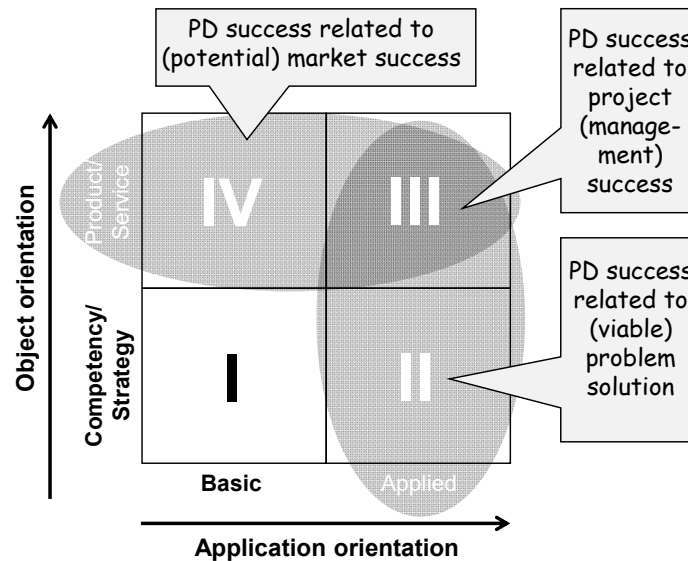 PD success related to
(potential) market success
PD success
related to
project
(manage-
ment)
success
Object orientation
Product/
Service
IV
III
PD success
related to
(viable)
problem
solution
Competency/
Strategy
I
II
Basic
Applied
Application orientation